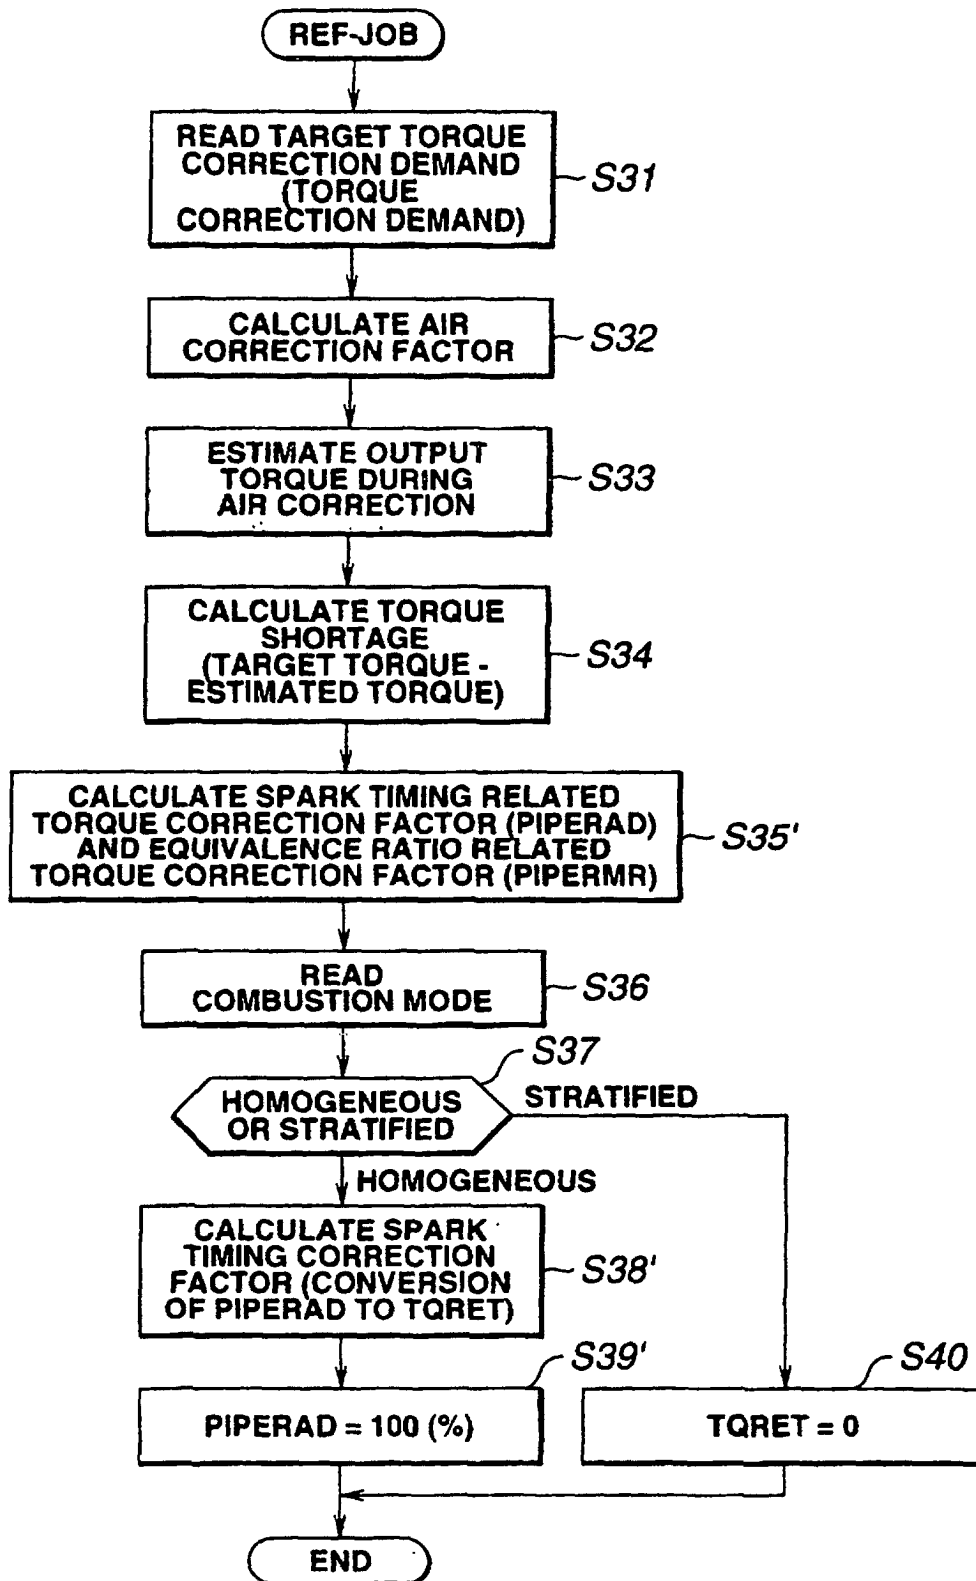 REF-JOB
READ TARGET TORQUE
CORRECTION DEMAND
(TORQUE
CORRECTION DEMAND)
S31
CALCULATE AIR
CORRECTION FACTOR
S32
ESTIMATE OUTPUT
TORQUE DURING
AIR CORRECTION
S33
CALCULATE TORQUE
SHORTAGE
(TARGET TORQUE -
ESTIMATED TORQUE)
S34
CALCULATE SPARK TIMING RELATED
TORQUE CORRECTION FACTOR (PIPERAD)
AND EQUIVALENCE RATIO RELATED
TORQUE CORRECTION FACTOR (PIPERMR)
S35'
READ
COMBUSTION MODE
S36
S37
HOMOGENEOUS
OR STRATIFIED
STRATIFIED
HOMOGENEOUS
CALCULATE SPARK
TIMING CORRECTION
FACTOR (CONVERSION
OF PIPERAD TO TQRET)
S38'
S39'
PIPERAD = 100 (%)
S40
TQRET = 0
END